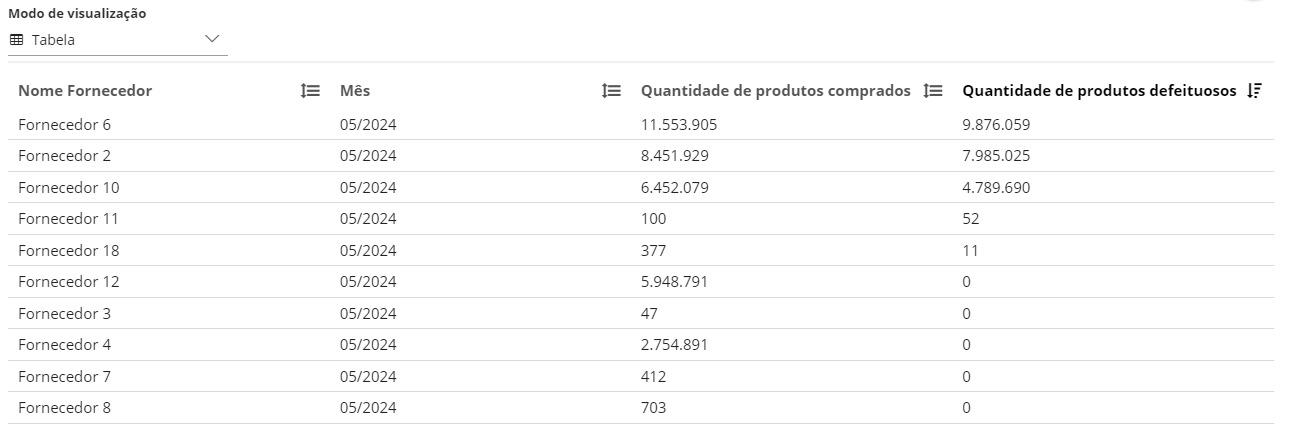 Modo de visualização
Tabela
Nome Fornecedor Mês Quantidade de produtos comprados Quantidade de produtos defeituosos
Fornecedor 6 05/2024 11.553.905 9.876.059
Fornecedor 2 05/2024 8.451.929 7.985.025
Fornecedor 10 05/2024 6.452.079 4.789.690
Fornecedor 11 05/2024 100 52
Fornecedor 18 05/2024 377 11
Fornecedor 12 05/2024 5.948.791 0
Fornecedor 3 05/2024 47 0
Fornecedor 4 05/2024 2.754.891 0
Fornecedor 7 05/2024 412 0
Fornecedor 8 05/2024 703 0